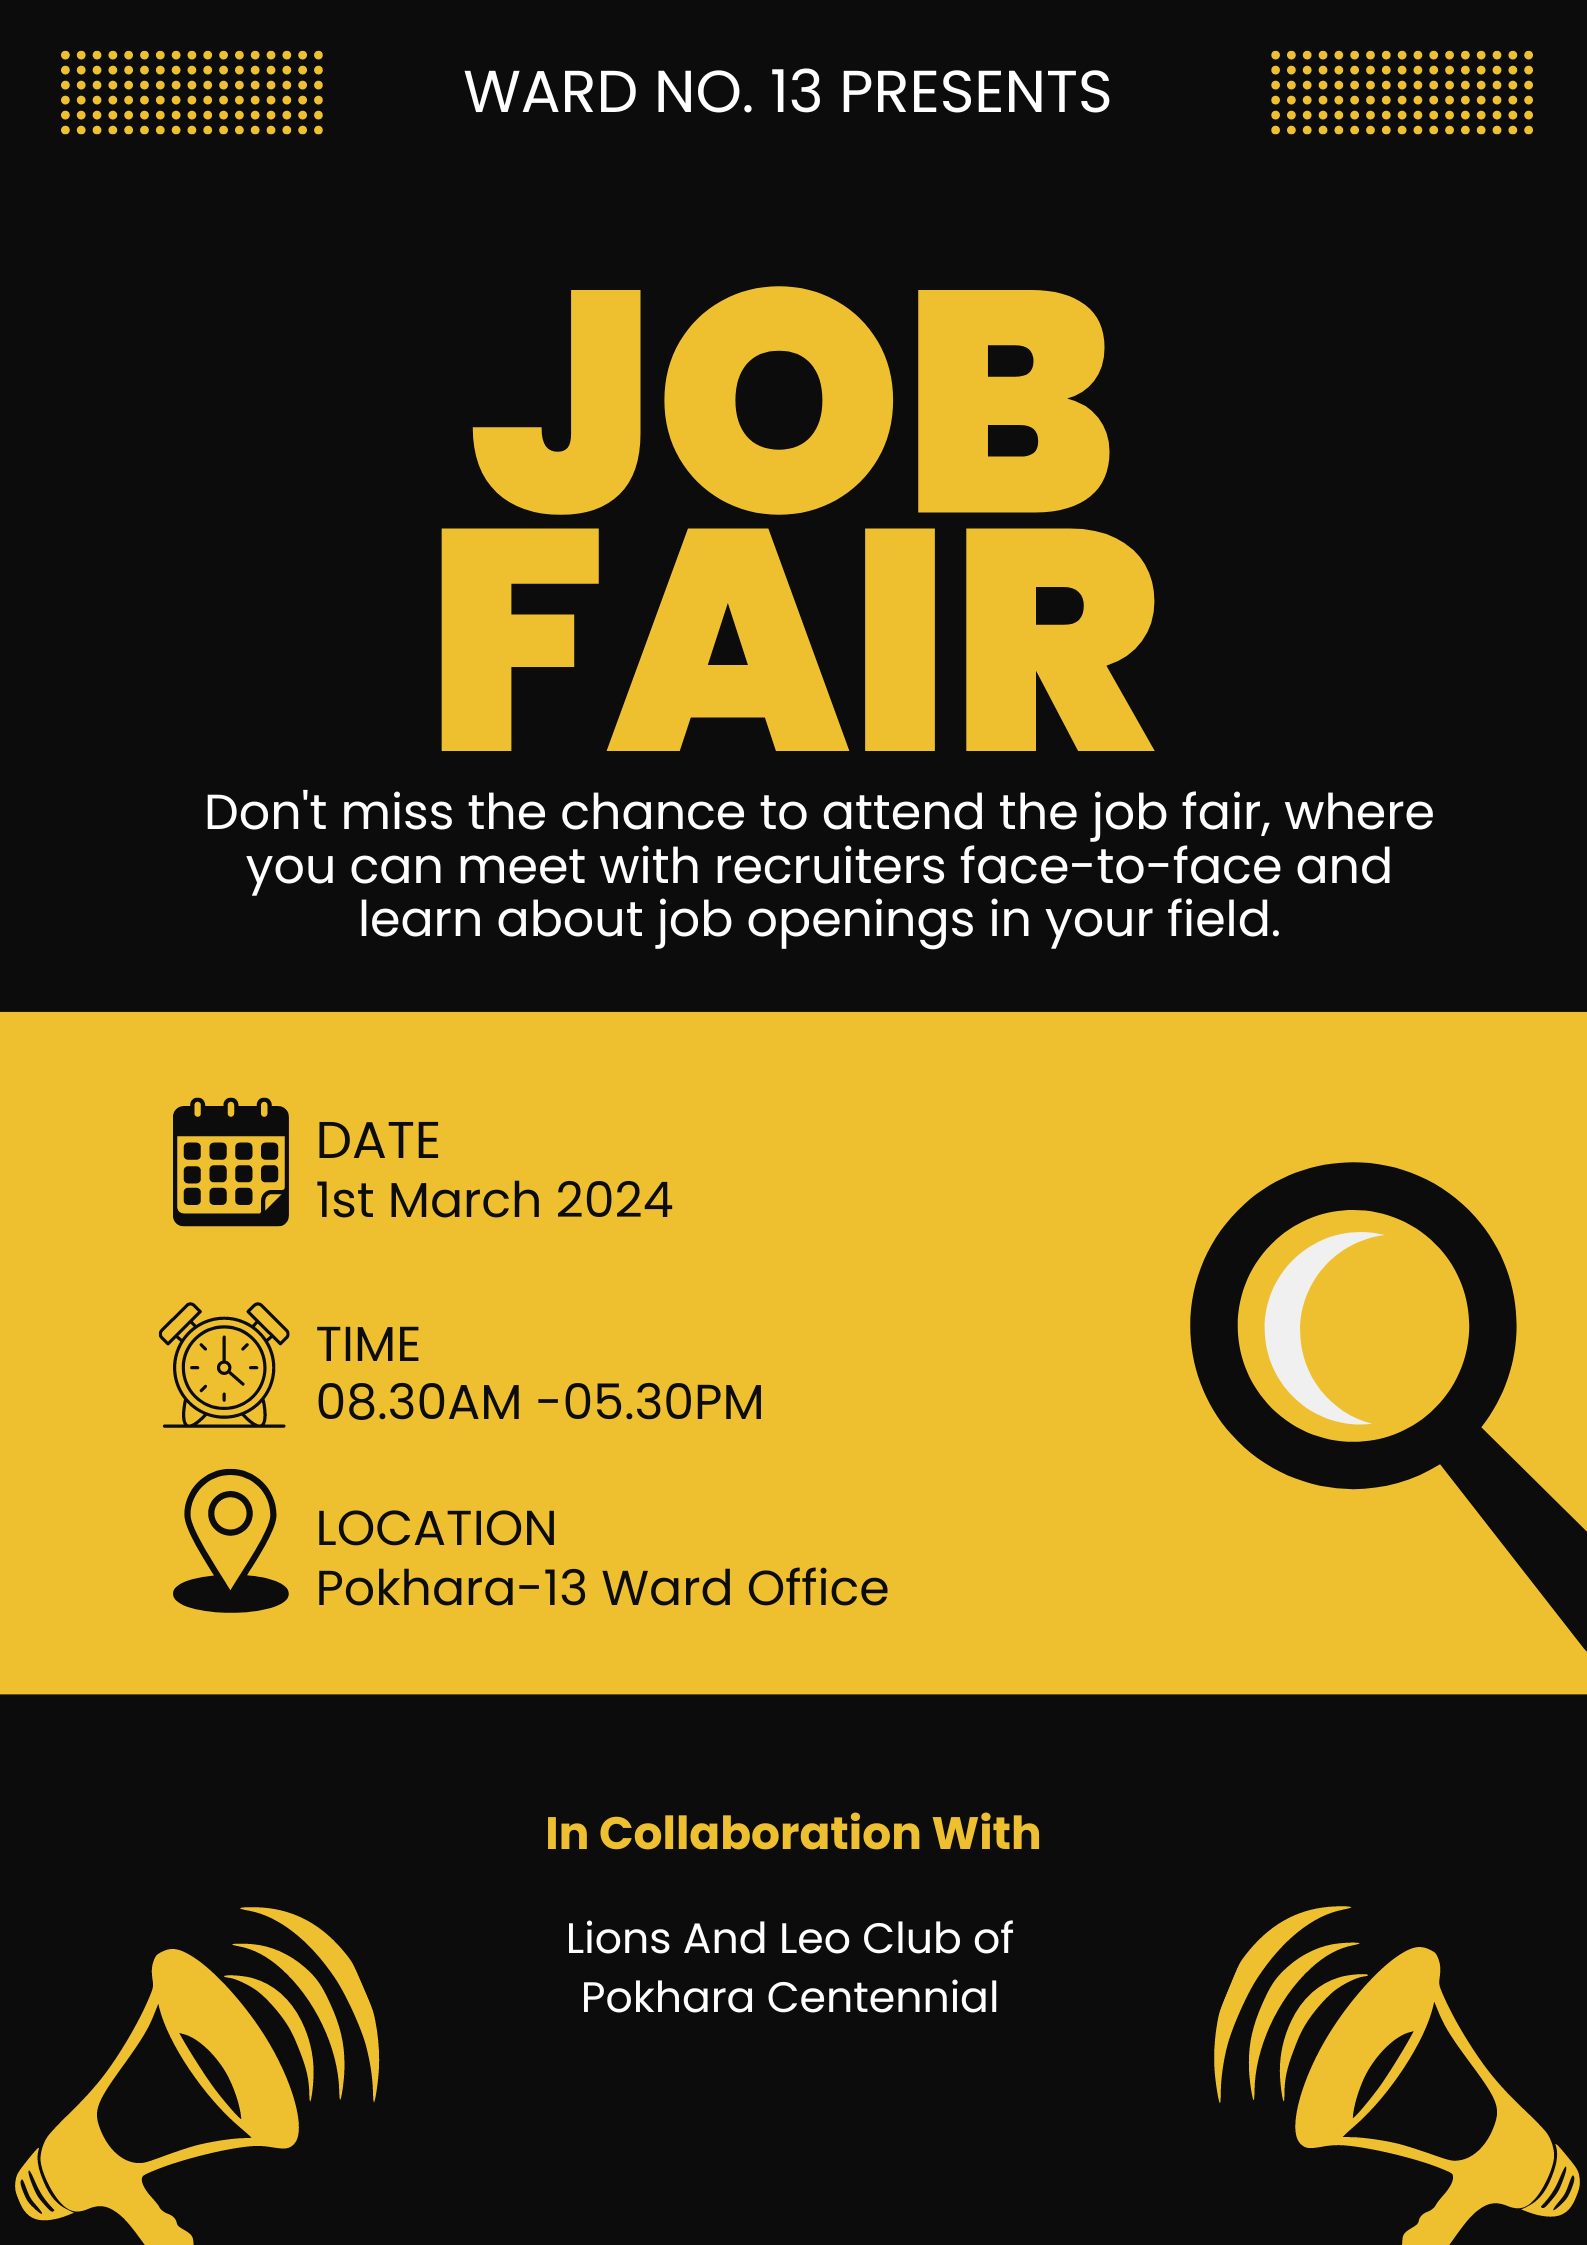 WARD NO. 13 PRESENTS
JOB
FAIR
Don't miss the chance to attend the job fair, where
you can meet with recruiters face-to-face and
learn about job openings in your field.
DATE
1st March 2024
TIME
08.30AM -05.30PM
LOCATION
Pokhara-13 Ward Office
In Collaboration With
Lions And Leo Club of
Pokhara Centennial